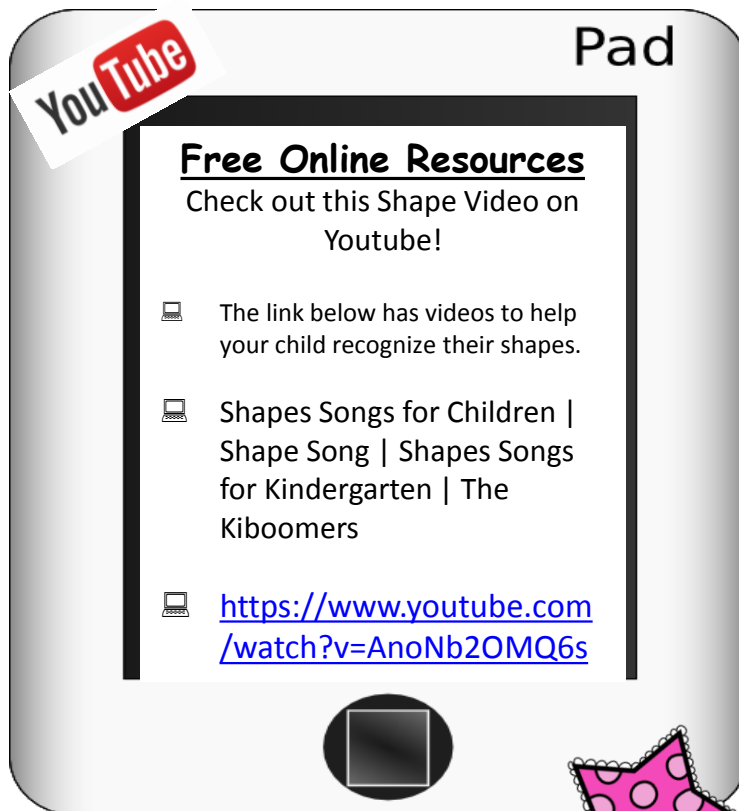 Pad
YouTube
Free Online Resources
Check out this Shape Video on
Youtube!
The link below has videos to help
your child recognize their shapes.
Shapes Songs for Children |
Shape Song | Shapes Songs
for Kindergarten | The
Kiboomers
https://www.youtube.com
/watch?v=AnoNb2OMQ6s